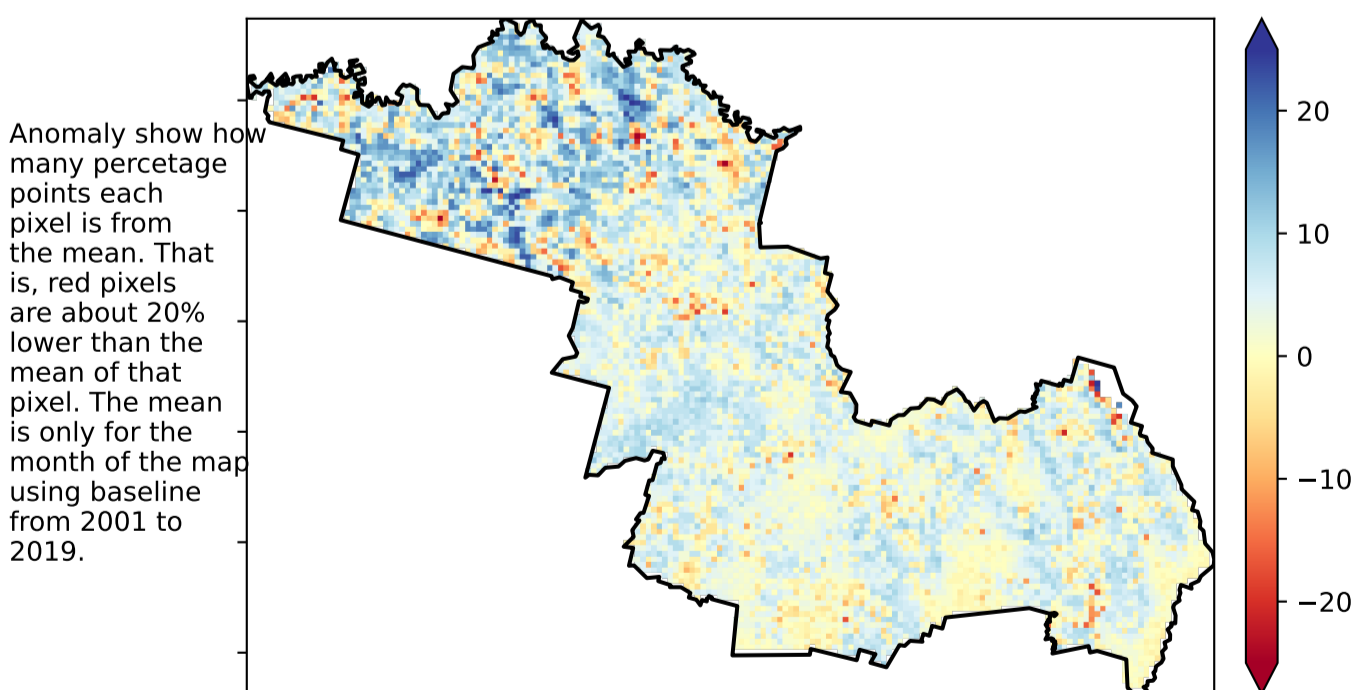 Anomaly show how
many percetage
points each
pixel is from
the mean. That
is, red pixels
are about 20%
lower than the
mean of that
pixel. The mean
is only for the
month of the map
using baseline
from 2001 to
2019.
20
10
0
−10
−20